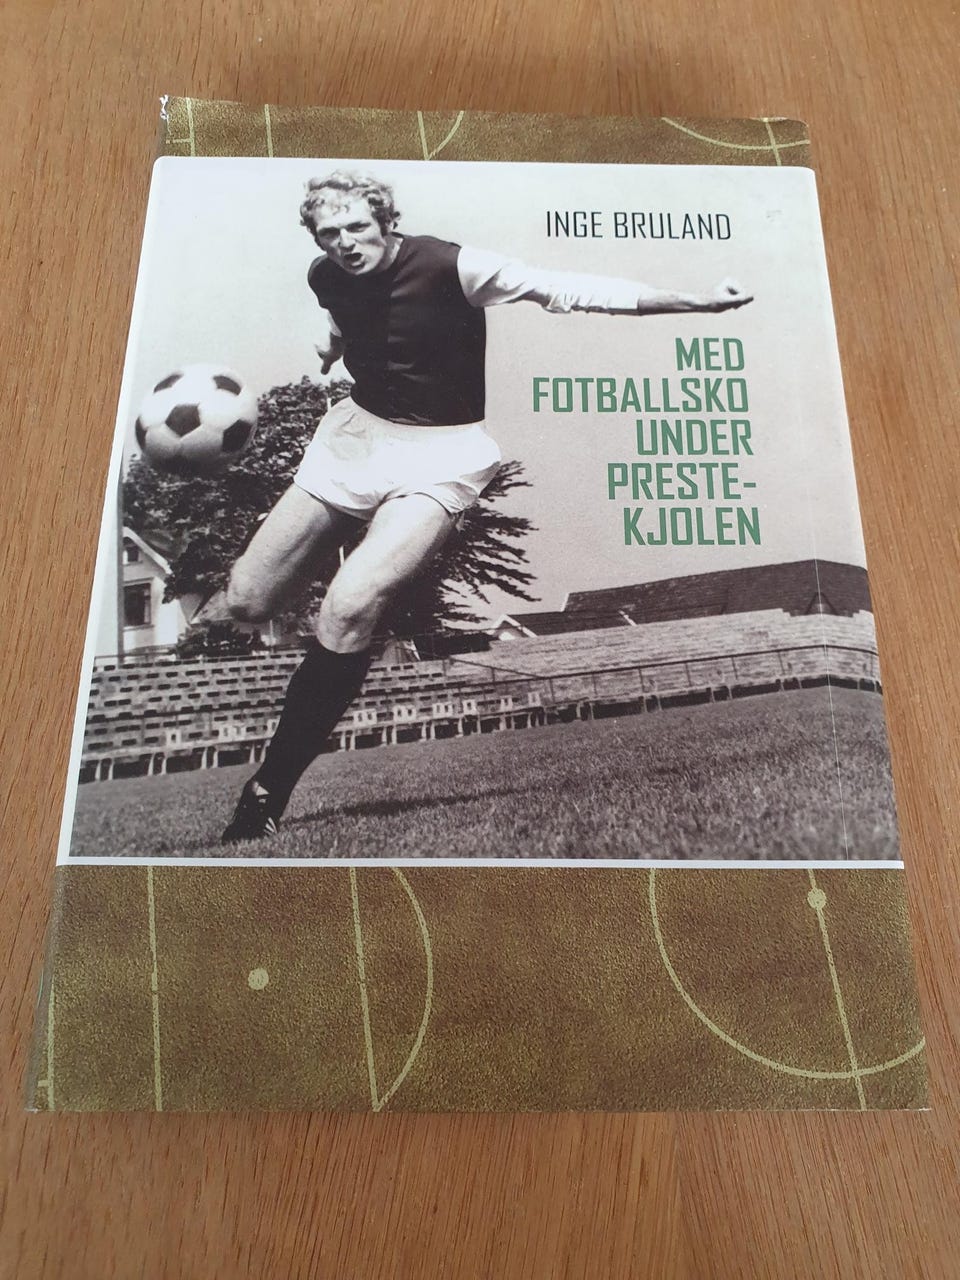 INGE BRULAND
MED
FOTBALLSKO
UNDER
PRESTE-
KJOLEN